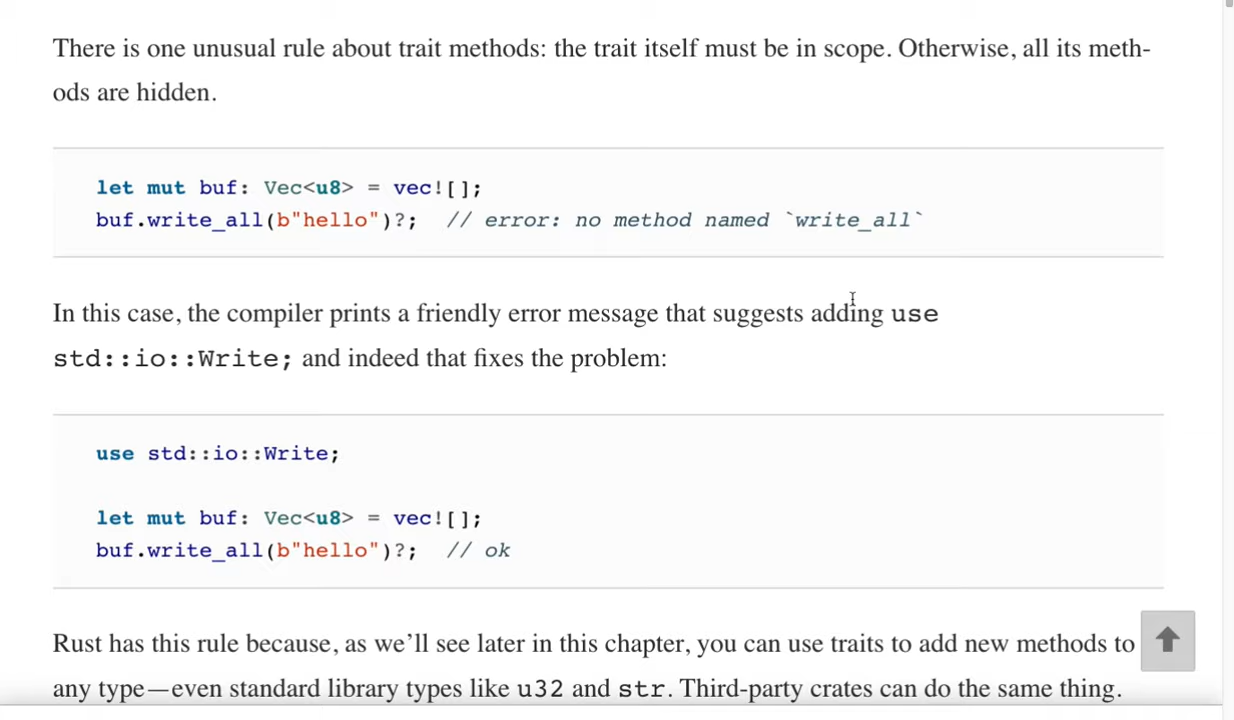 There is one unusual rule about trait methods: the trait itself must be in scope. Otherwise, all its meth-
ods are hidden.
let mut buf: Vec<u8> = vec![];
buf.write_all(b"hello")?;  // error: no method named `write_all`
In this case, the compiler prints a friendly error message that suggests adding use
std::io::Write; and indeed that fixes the problem:
use std::io::Write;
let mut buf: Vec<u8> = vec![];
buf.write_all(b"hello")?;  // ok
Rust has this rule because, as we’ll see later in this chapter, you can use traits to add new methods to
any type—even standard library types like u32 and str. Third-party crates can do the same thing.